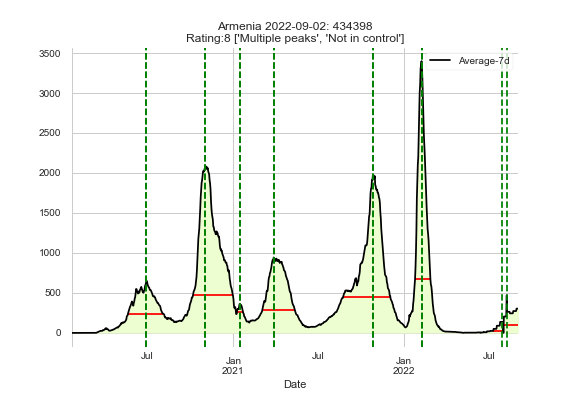 Armenia 2022-09-02: 434398
Rating:8 ['Multiple peaks', 'Not in control']
Average-7d
3500
3000
2500
2000
1500
1000
500
0
Jul
Jan
2021
Jul
Jan
2022
Jul
Date